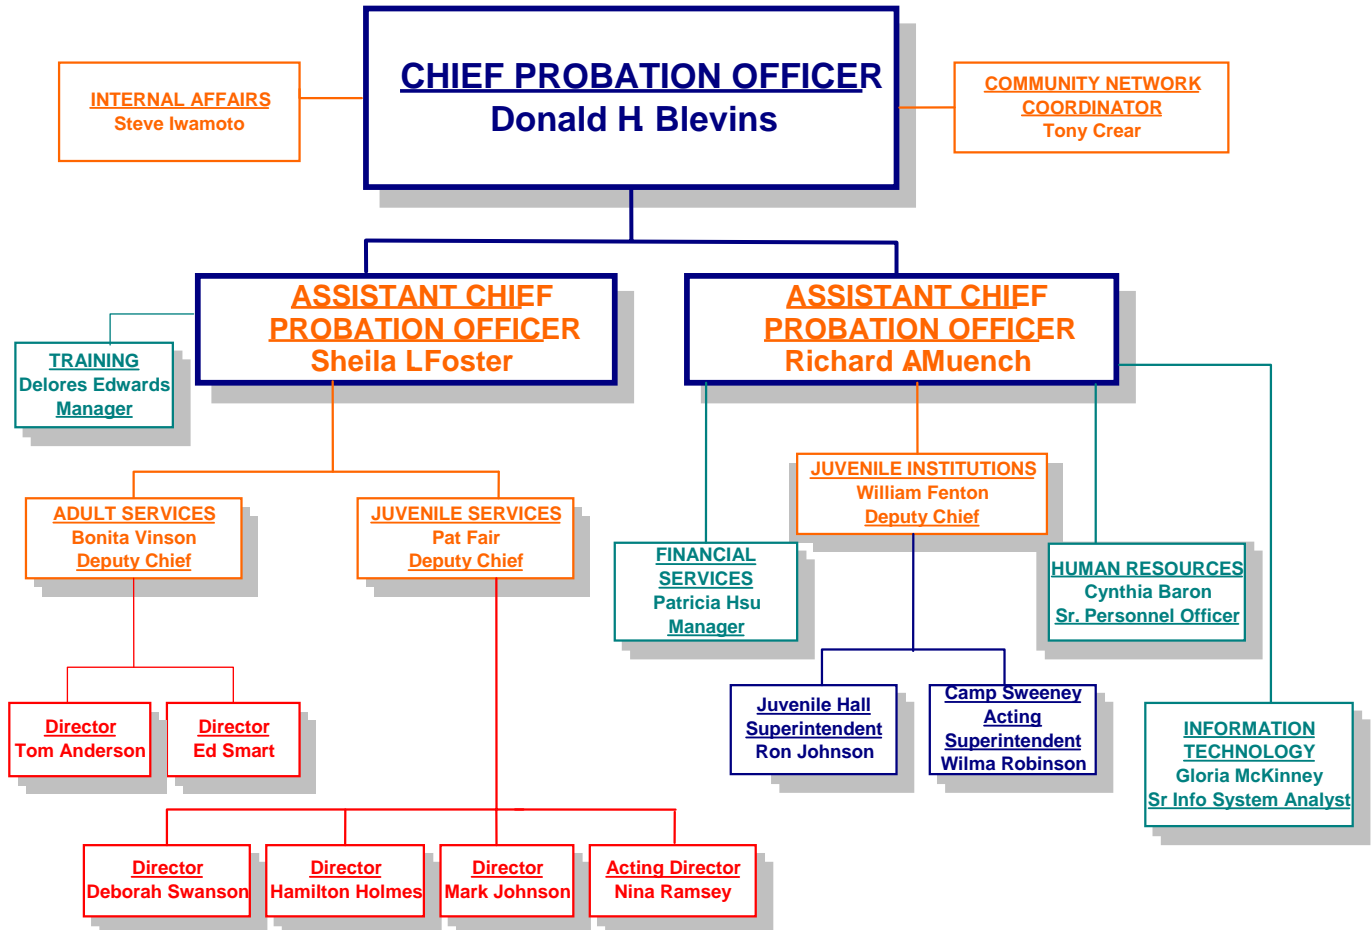 CHIEF PROBATION OFFICER
Donald H. Blevins
INTERNAL AFFAIRS
Steve Iwamoto
COMMUNITY NETWORK
COORDINATOR
Tony Crear
ASSISTANT CHIEF
PROBATION OFFICER
Sheila L Foster
ASSISTANT CHIEF
PROBATION OFFICER
Richard A Muench
TRAINING
Delores Edwards
Manager
ADULT SERVICES
Bonita Vinson
Deputy Chief
JUVENILE SERVICES
Pat Fair
Deputy Chief
JUVENILE INSTITUTIONS
William Fenton
Deputy Chief
FINANCIAL
SERVICES
Patricia Hsu
Manager
HUMAN RESOURCES
Cynthia Baron
Sr. Personnel Officer
Director
Tom Anderson
Director
Ed Smart
Juvenile Hall
Superintendent
Ron Johnson
Camp Sweeney
Acting
Superintendent
Wilma Robinson
INFORMATION
TECHNOLOGY
Gloria McKinney
Sr Info System Analyst
Director
Deborah Swanson
Director
Hamilton Holmes
Director
Mark Johnson
Acting Director
Nina Ramsey